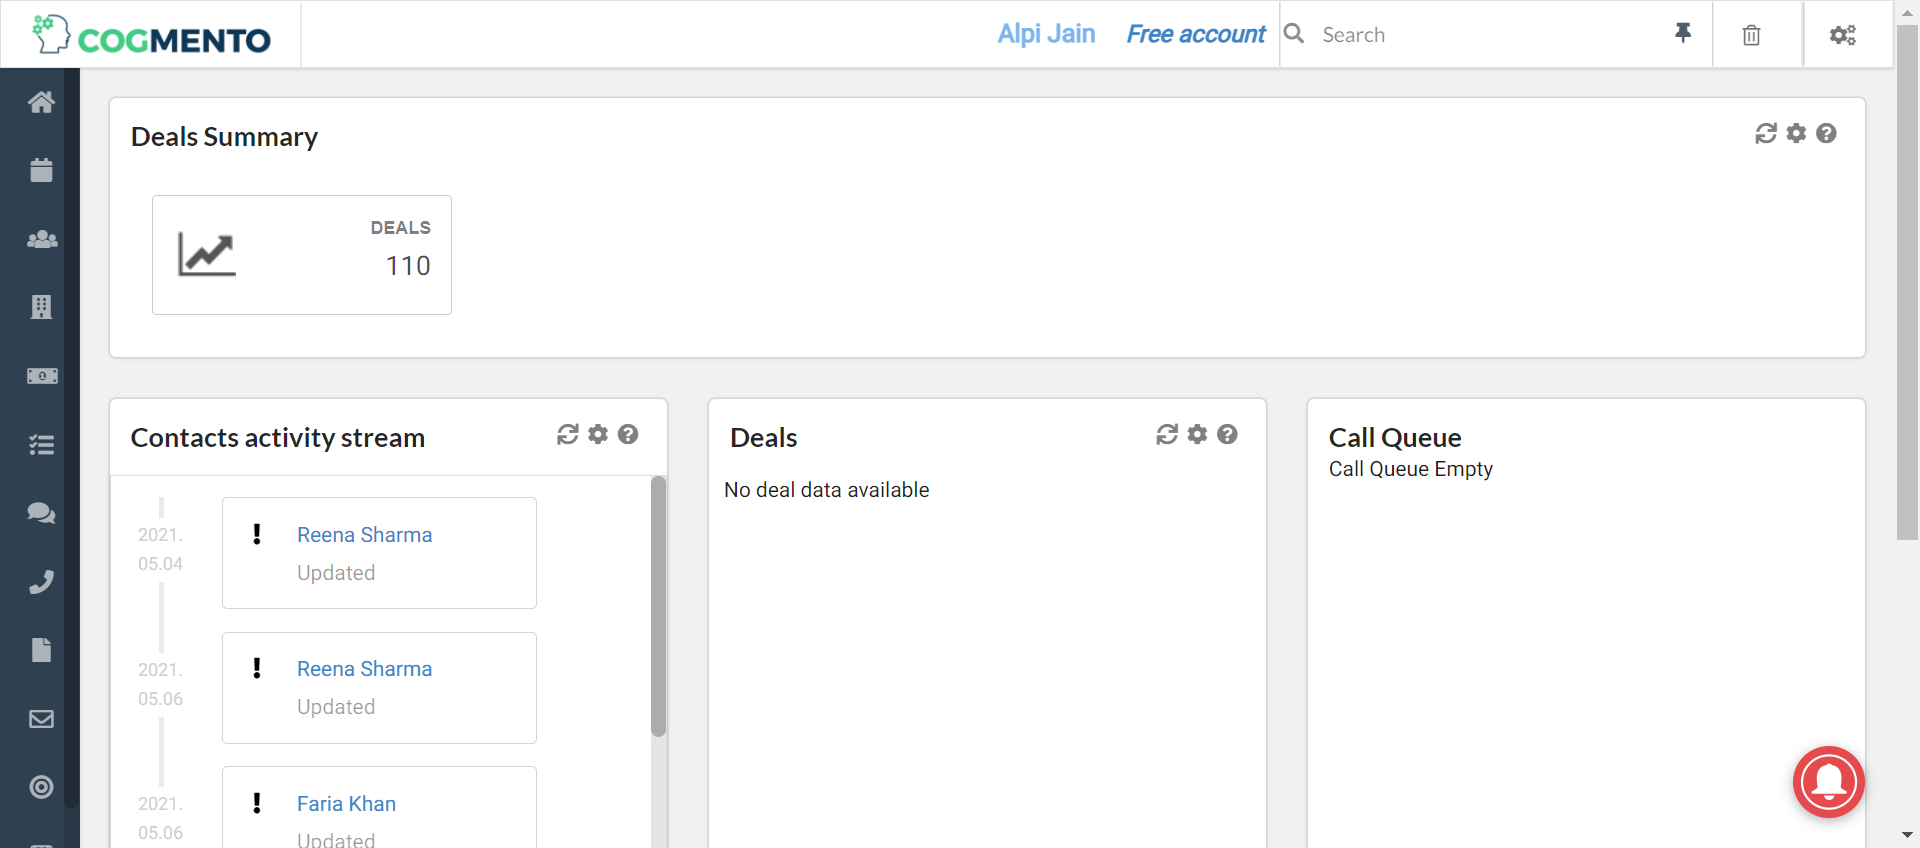 COGMENTO
Alpi Jain
Free account
Search
Deals Summary
DEALS
110
Contacts activity stream
2021.
05.04
Reena Sharma
Updated
2021.
05.06
Reena Sharma
Updated
2021.
05.06
Faria Khan
Updated
Deals
No deal data available
Call Queue
Call Queue Empty